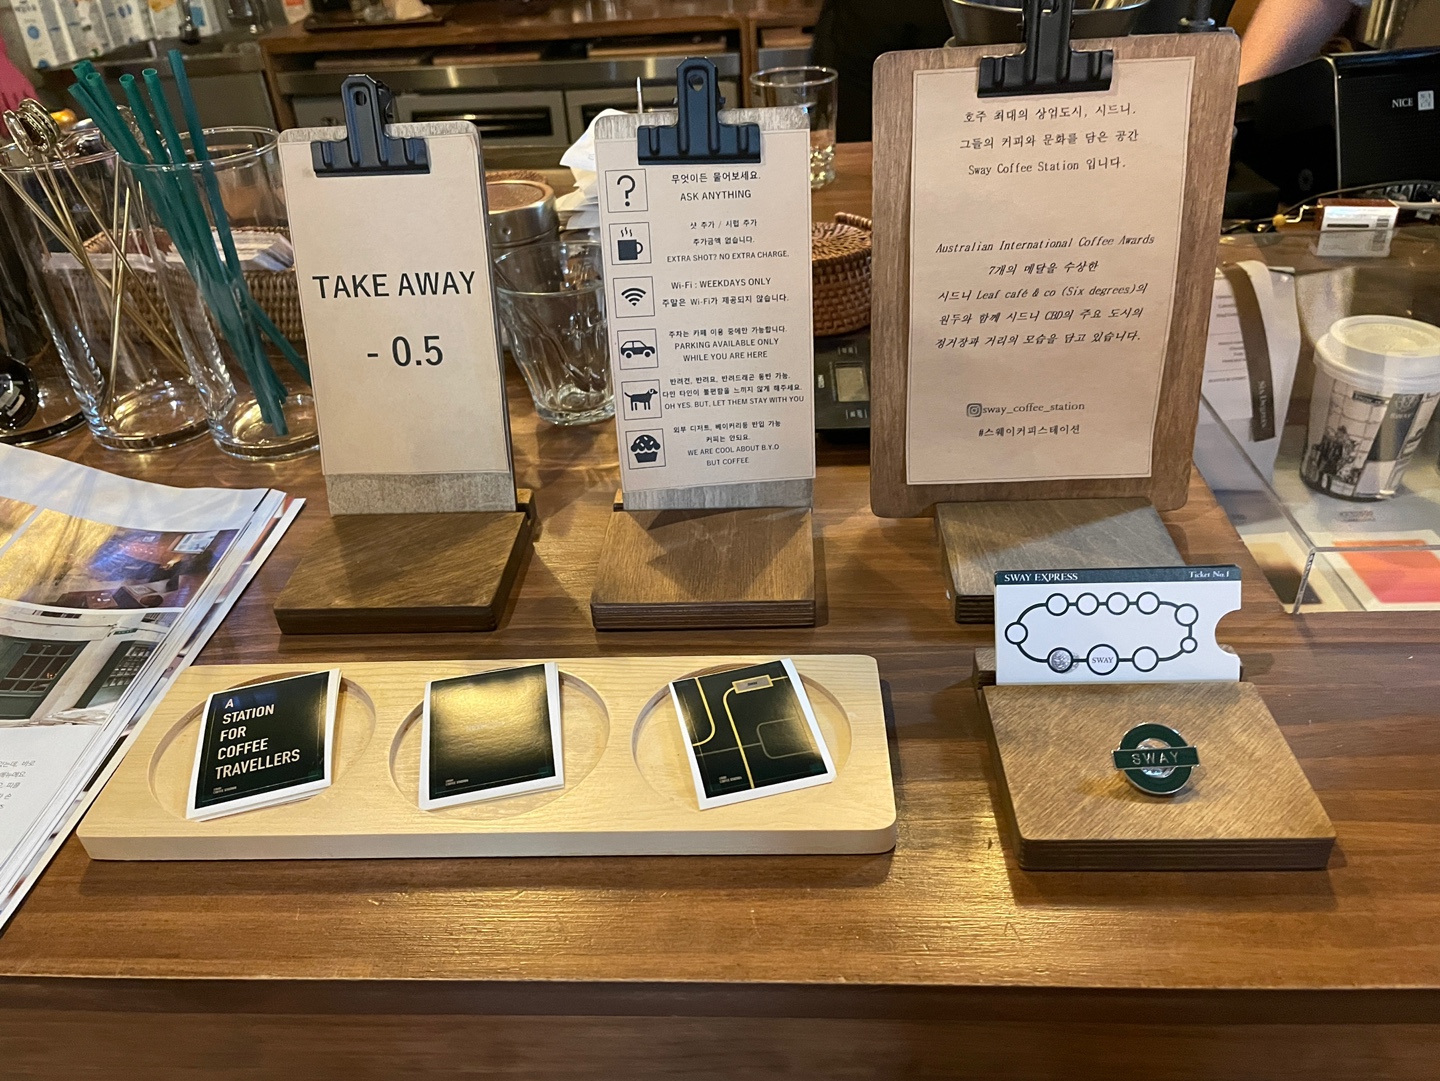 TAKE AWAY
- 0.5
무엇이든 물어보세요.
ASK ANYTHING
샷 추가 / 시럽 추가
추가금액 없습니다.
EXTRA SHOT? NO EXTRA CHARGE.
Wi-Fi : WEEKDAYS ONLY
주말은 Wi-Fi가 제공되지 않습니다.
주차는 카페 이용 중에만 가능합니다.
PARKING AVAILABLE ONLY
WHILE YOU ARE HERE
반려견, 반려묘, 반려드래곤 동반 가능.
다만 타인이 불편함을 느끼지 않게 해주세요.
OH YES. BUT, LET THEM STAY WITH YOU
외부 디저트, 베이커리등 반입 가능
커피는 안되요.
WE ARE COOL ABOUT B.Y.O
BUT COFFEE
호주 최대의 상업도시, 시드니.
그들의 커피와 문화를 담은 공간
Sway Coffee Station 입니다.
Australian International Coffee Awards
7개의 메달을 수상한
시드니 Leaf café & co (Six degrees)의
원두와 함께 시드니 CBD의 주요 도시의
정거장과 거리의 모습을 담고 있습니다.
sway_coffee_station
#스웨이커피스테이션
NICE
SWAY EXPRESS Ticket No.1
SWAY
SWAY
A
STATION
FOR
COFFEE
TRAVELLERS